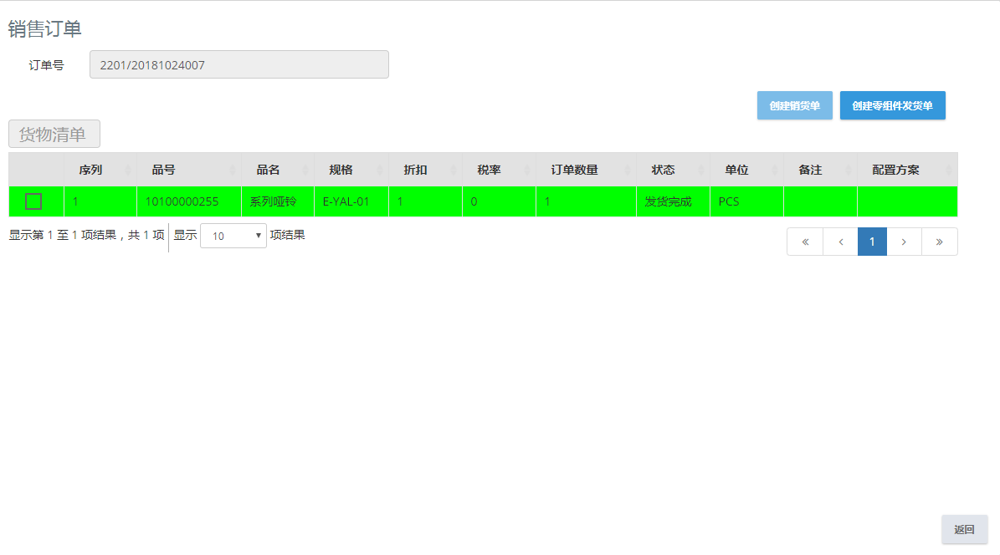 销售订单
订单号 2201/20181024007
创建销货单 创建零组件发货单
货物清单
序列 品号 品名 规格 折扣 税率 订单数量 状态 单位 备注 配置方案
1 10100000255 系列哑铃 E-YAL-01 1 0 1 发货完成 PCS
显示第 1 至 1 项结果，共 1 项 显示 10 项结果
« ‹ 1 › »
返回